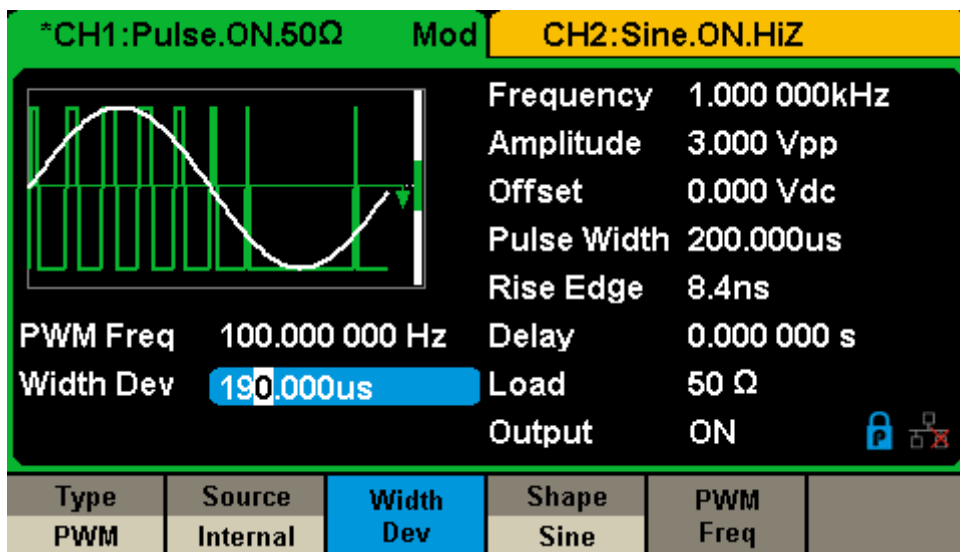 *CH1:Pulse.ON.50Ω Mod CH2:Sine.ON.HiZ
Frequency 1.000 000kHz
Amplitude 3.000 Vpp
Offset 0.000 Vdc
Pulse Width 200.000us
Rise Edge 8.4ns
PWM Freq 100.000 000 Hz Delay 0.000 000 s
Width Dev 190.000us Load 50 Ω
Output ON P
Type Source Width Dev Shape PWM Freq
PWM Internal Sine